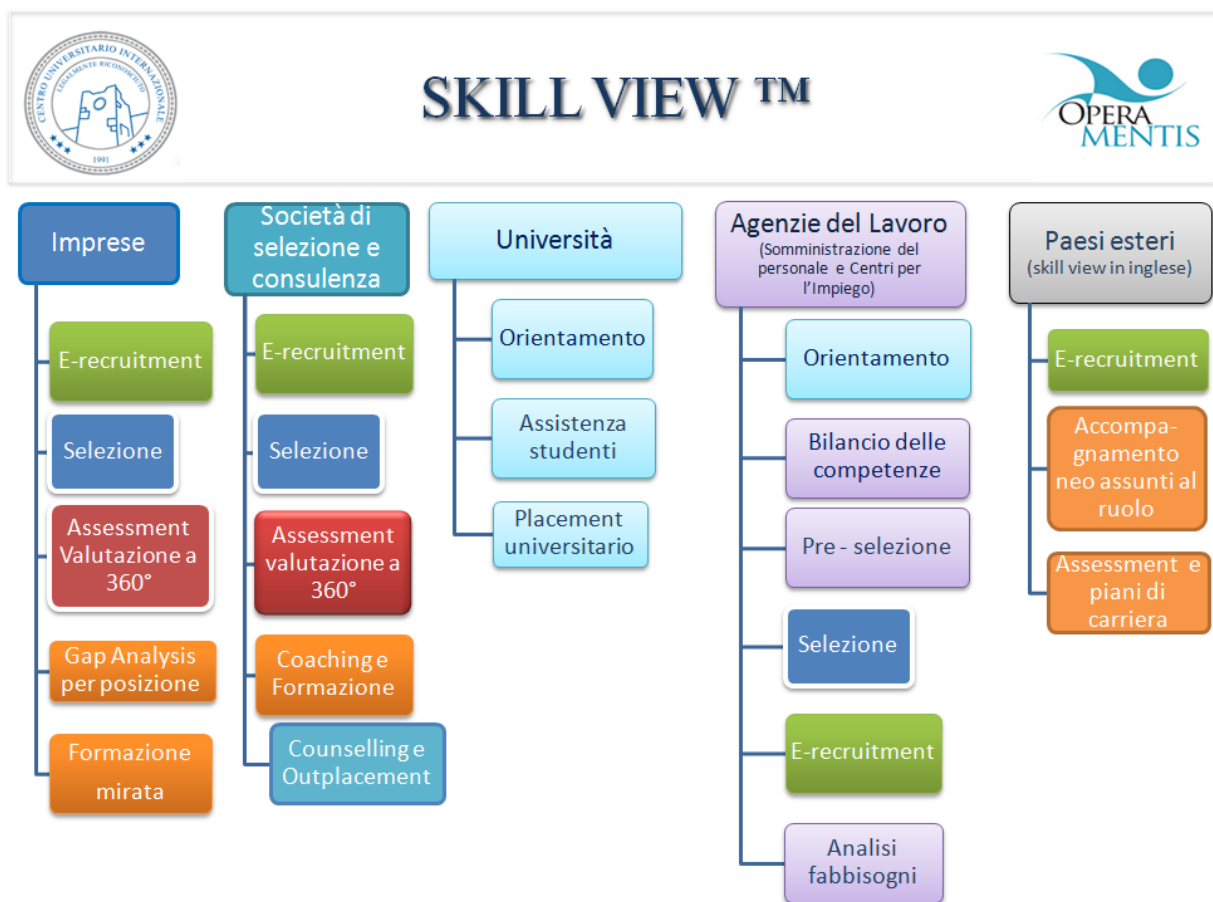 CENTRO UNIVERSITARIO INTERNAZIONALE
LEGALMENTE RICONOSCIUTO
1991
SKILL VIEW ™
OPERA
MENTIS
Imprese
E-recruitment
Selezione
Assessment
Valutazione a
360°
Gap Analysis
per posizione
Formazione
mirata
Società di
selezione e
consulenza
E-recruitment
Selezione
Assessment
valutazione a
360°
Coaching e
Formazione
Counselling e
Outplacement
Università
Orientamento
Assistenza
studenti
Placement
universitario
Agenzie del Lavoro
(Somministrazione del
personale e Centri per
l'Impiego)
Orientamento
Bilancio delle
competenze
Pre - selezione
Selezione
E-recruitment
Analisi
fabbisogni
Paesi esteri
(skill view in inglese)
E-recruitment
Accompa-
gnamento
neo assunti al
ruolo
Assessment e
piani di
carriera